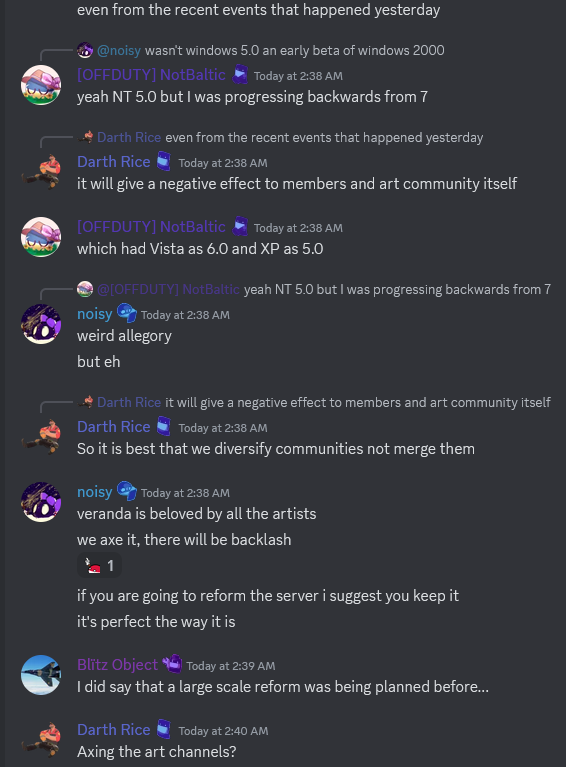 even from the recent events that happened yesterday
@noisy wasn't windows 5.0 an early beta of windows 2000
[OFFDUTY] NotBaltic Today at 2:38 AM
yeah NT 5.0 but I was progressing backwards from 7
Darth Rice even from the recent events that happened yesterday
Darth Rice Today at 2:38 AM
it will give a negative effect to members and art community itself
[OFFDUTY] NotBaltic Today at 2:38 AM
which had Vista as 6.0 and XP as 5.0
@[OFFDUTY] NotBaltic yeah NT 5.0 but I was progressing backwards from 7
noisy Today at 2:38 AM
weird allegory
but eh
Darth Rice it will give a negative effect to members and art community itself
Darth Rice Today at 2:38 AM
So it is best that we diversify communities not merge them
noisy Today at 2:38 AM
veranda is beloved by all the artists
we axe it, there will be backlash
1
if you are going to reform the server i suggest you keep it
it's perfect the way it is
Blitz Object Today at 2:39 AM
I did say that a large scale reform was being planned before...
Darth Rice Today at 2:40 AM
Axing the art channels?